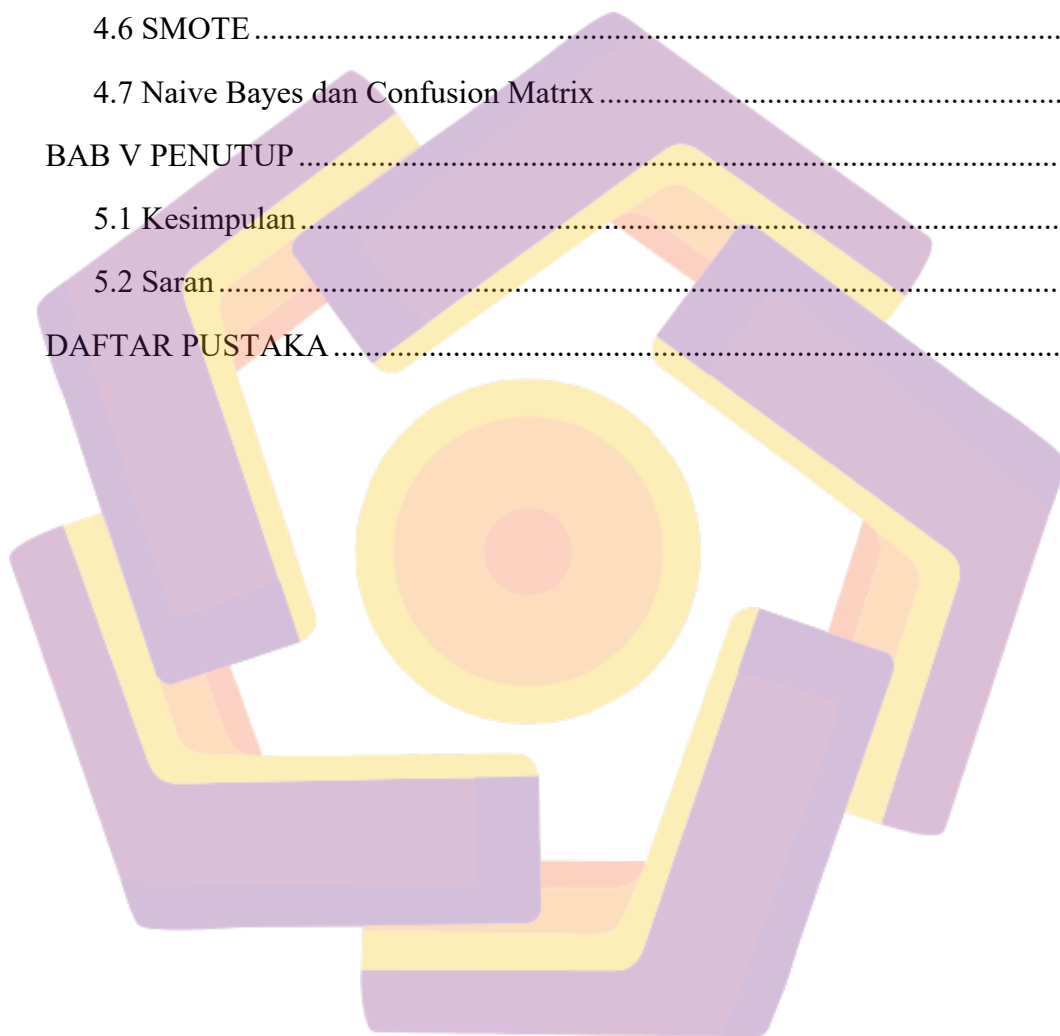 4.6 SMOTE ................................................................................................
4.7 Naive Bayes dan Confusion Matrix .......................................................
BAB V PENUTUP ...........................................................................................
5.1 Kesimpulan ...........................................................................................
5.2 Saran .....................................................................................................
DAFTAR PUSTAKA .......................................................................................